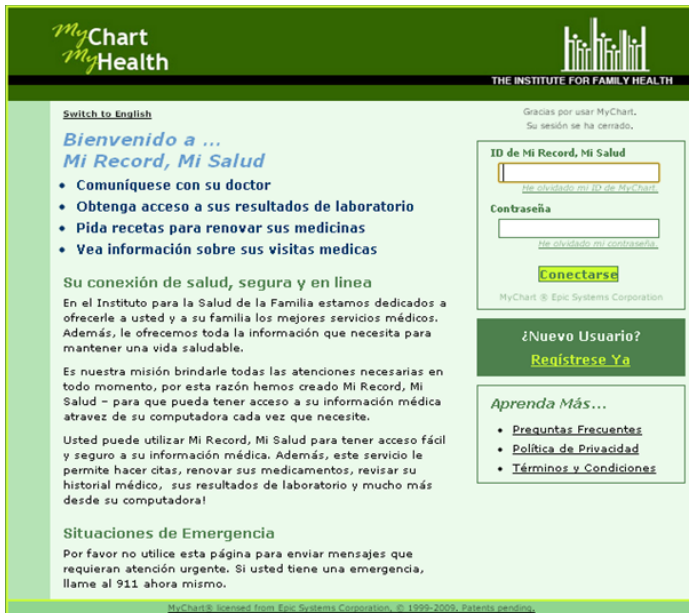 MyChart
MyHealth
THE INSTITUTE FOR FAMILY HEALTH
Switch to English
Bienvenido a ...
Mi Record, Mi Salud
• Comuníquese con su doctor
• Obtenga acceso a sus resultados de laboratorio
• Pida recetas para renovar sus medicinas
• Vea información sobre sus visitas medicas
Su conexión de salud, segura y en linea
En el Instituto para la Salud de la Familia estamos dedicados a
ofrecerle a usted y a su familia los mejores servicios médicos.
Además, le ofrecemos toda la información que necesita para
mantener una vida saludable.
Es nuestra misión brindarle todas las atenciones necesarias en
todo momento, por esta razón hemos creado Mi Record, Mi
Salud – para que pueda tener acceso a su información médica
atravez de su computadora cada vez que necesite.
Usted puede utilizar Mi Record, Mi Salud para tener acceso fácil
y seguro a su información médica. Además, este servicio le
permite hacer citas, renovar sus medicamentos, revisar su
historial médico, sus resultados de laboratorio y mucho más
desde su computadora!
Situaciones de Emergencia
Por favor no utilice esta página para enviar mensajes que
requieran atención urgente. Si usted tiene una emergencia,
llame al 911 ahora mismo.
Gracias por usar MyChart.
Su sesión se ha cerrado.
ID de Mi Record, Mi Salud
He olvidado mi ID de MyChart.
Contraseña
He olvidado mi contraseña.
Conectarse
MyChart ® Epic Systems Corporation
¿Nuevo Usuario?
Regístrese Ya
Aprenda Más...
• Preguntas Frecuentes
• Política de Privacidad
• Términos y Condiciones
MyChart® licensed from Epic Systems Corporation, © 1999-2009. Patents pending.